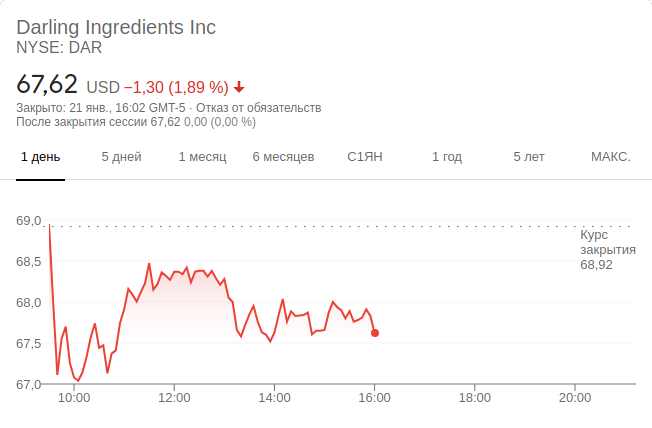 Darling Ingredients Inc
NYSE: DAR
67,62 USD −1,30 (1,89 %)
Закрыто: 21 янв., 16:02 GMT-5 · Отказ от обязательств
После закрытия сессии 67,62 0,00 (0,00 %)
1 день 5 дней 1 месяц 6 месяцев С1ЯН 1 год 5 лет МАКС.
69,0
Курс
закрытия
68,92
68,5
68,0
67,5
67,0
10:00 12:00 14:00 16:00 18:00 20:00